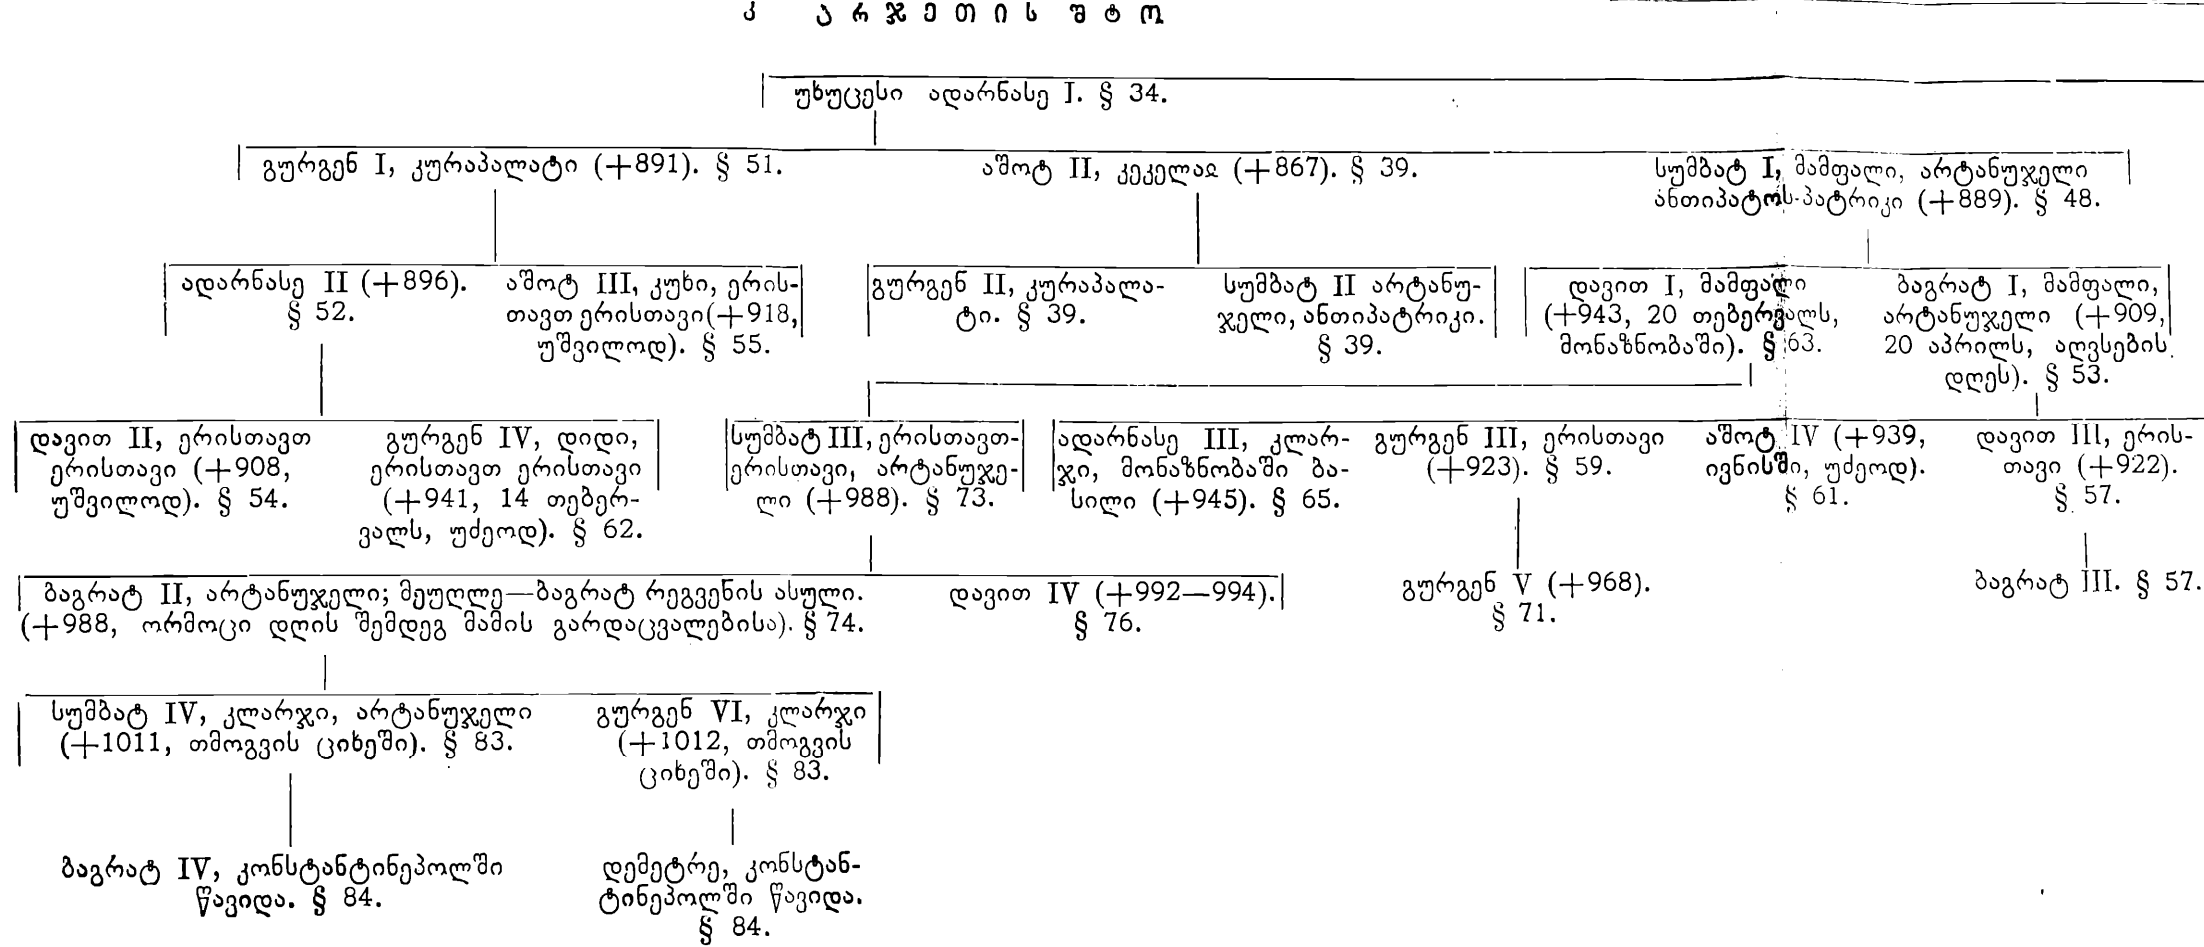 კ არჯეთის შტო
უხუცესი ადარნასე I. § 34.
გურგენ I, კურაპალატი (+891). § 51.
აშოტ II, კეკელაჲ (+867). § 39.
სუმბატ I, მამფალი, არტანუჯელი
ანთიპატოს-პატრიკი (+889). § 48.
ადარნასე II (+896).
§ 52.
აშოტ III, კუხი, ერის-
თავთ ერისთავი(+918,
უშვილოდ). § 55.
გურგენ II, კურაპალა-
ტი. § 39.
სუმბატ II არტანუ-
ჯელი, ანთიპატრიკი.
§ 39.
დავით I, მამფალი
(+943, 20 თებერვალს,
მონაზნობაში). § 63.
ბაგრატ I, მამფალი,
არტანუჯელი (+909,
20 აპრილს, აღვსების
დღეს). § 53.
დავით II, ერისთავთ
ერისთავი (+908,
უშვილოდ). § 54.
გურგენ IV, დიდი,
ერისთავთ ერისთავი
(+941, 14 თებერ-
ვალს, უძეოდ). § 62.
სუმბატ III, ერისთავთ-
ერისთავი, არტანუჯე-
ლი (+988). § 73.
ადარნასე III, კლარ-
ჯი, მონაზნობაში ბა-
სილი (+945). § 65.
გურგენ III, ერისთავი
(+923). § 59.
აშოტ IV (+939,
ივნისში, უძეოდ).
§ 61.
დავით III, ერის-
თავი (+922).
§ 57.
ბაგრატ II, არტანუჯელი; მეუღლე—ბაგრატ რეგვენის ასული.
(+988, ორმოცი დღის შემდეგ მამის გარდაცვალებისა). § 74.
დავით IV (+992—994).
§ 76.
გურგენ V (+968).
§ 71.
ბაგრატ III. § 57.
სუმბატ IV, კლარჯი, არტანუჯელი
(+1011, თმოგვის ციხეში). § 83.
გურგენ VI, კლარჯი
(+1012, თმოგვის
ციხეში). § 83.
ბაგრატ IV, კონსტანტინეპოლში
წავიდა. § 84.
დემეტრე, კონსტან-
ტინეპოლში წავიდა.
§ 84.